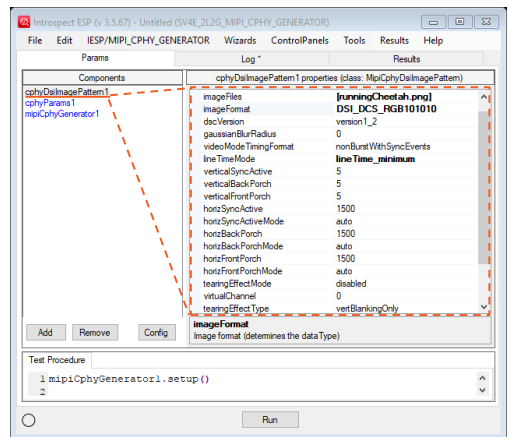 Introspect ESP (v 3.5.67) - Untitled (SV4E_2L2G_MIPI_CPHY_GENERATOR)
File Edit IESP/MIPI_CPHY_GENERATOR Wizards ControlPanels Tools Results Help
Params Log * Results
Components
cphyDsiImagePattern1
cphyParams1
mipiCphyGenerator1
Add Remove Config
cphyDsiImagePattern1 properties (class: MipiCphyDsiImagePattern)
imageFiles [runningCheetah.png]
imageFormat DSI_DCS_RGB101010
dscVersion version1_2
gaussianBlurRadius 0
videoModeTimingFormat nonBurstWithSyncEvents
lineTimeMode lineTime_minimum
verticalSyncActive 5
verticalBackPorch 5
verticalFrontPorch 5
horizSyncActive 1500
horizSyncActiveMode auto
horizBackPorch 1500
horizBackPorchMode auto
horizFrontPorch 1500
horizFrontPorchMode auto
tearingEffectMode disabled
virtualChannel 0
tearingEffectType vertBlankingOnly
imageFormat
Image format (determines the dataType)
Test Procedure
1 mipiCphyGenerator1.setup()
2
Run